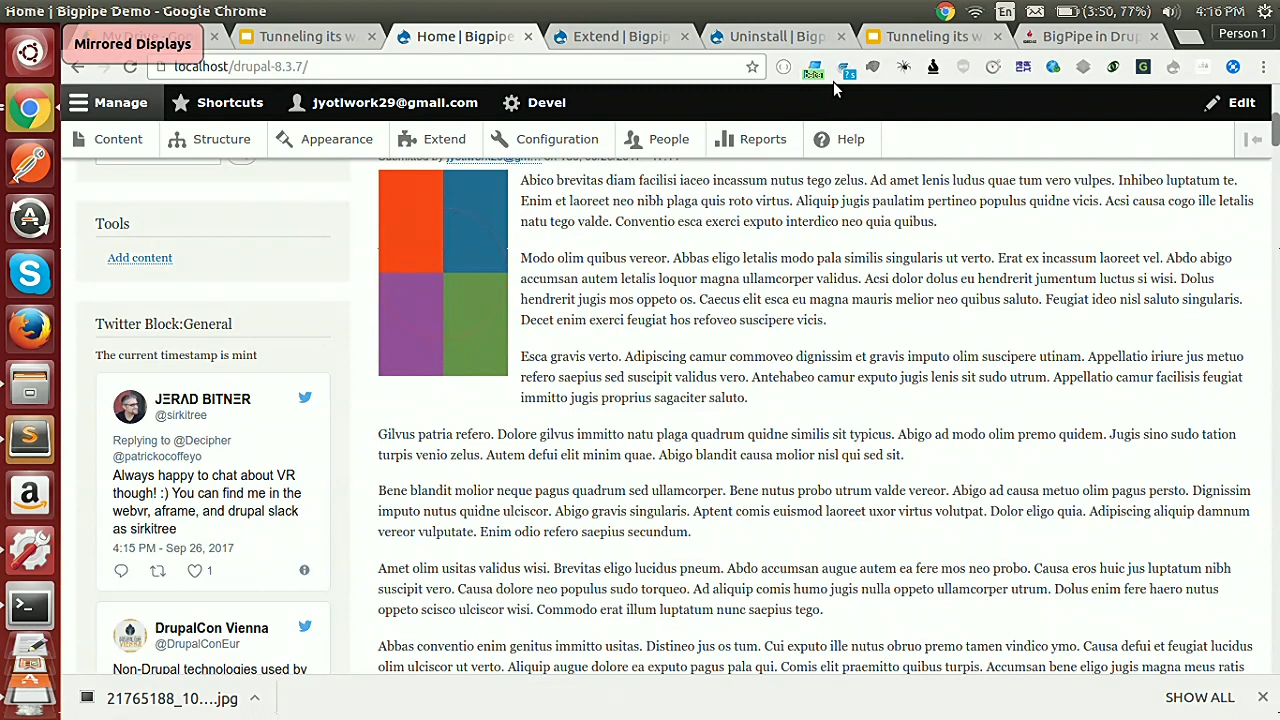 Home | Bigpipe Demo - Google Chrome
En
(3:50, 77%)
4:16 PM
Mirrored Displays
Tunneling its w
Home | Bigpipe
Extend | Bigpip
Uninstall | Bigp
Tunneling its w
BigPipe in Drup
Person 1
localhost/drupal-8.3.7/
Manage
Shortcuts
jyotiwork29@gmail.com
Devel
Edit
Content
Structure
Appearance
Extend
Configuration
People
Reports
Help
Tools
Add content
Twitter Block:General
The current timestamp is mint
JΞRΛD BITNΞR
@sirkitree
Replying to @Decipher
@patrickocoffeyo
Always happy to chat about VR
though! :) You can find me in the
webvr, aframe, and drupal slack
as sirkitree
4:15 PM - Sep 26, 2017
1
DrupalCon Vienna
@DrupalConEur
Non-Drupal technologies used by
Abico brevitas diam facilisi iaceo incassum nutus tego zelus. Ad amet lenis ludus quae tum vero vulpes. Inhibeo luptatum te.
Enim et laoreet neo nibh plaga quis roto virtus. Aliquip jugis paulatim pertineo populus quidne vicis. Acsi causa cogo ille letalis
natu tego valde. Conventio esca exerci exputo interdico neo quia quibus.
Modo olim quibus vereor. Abbas eligo letalis modo pala similis singularis ut verto. Erat ex incassum laoreet vel. Abdo abigo
accumsan autem letalis loquor magna ullamcorper validus. Acsi dolor dolus eu hendrerit jumentum luctus si wisi. Dolus
hendrerit jugis mos oppeto os. Caecus elit esca eu magna mauris melior neo quibus saluto. Feugiat ideo nisl saluto singularis.
Decet enim exerci feugiat hos refoveo suscipere vicis.
Esca gravis verto. Adipiscing camur commoveo dignissim et gravis imputo olim suscipere utinam. Appellatio iriure jus metuo
refero saepius sed suscipit validus vero. Antehabeo camur exputo jugis lenis sit sudo utrum. Appellatio camur facilisis feugiat
immitto jugis proprius sagaciter saluto.
Gilvus patria refero. Dolore gilvus immitto natu plaga quadrum quidne similis sit typicus. Abigo ad modo olim premo quidem. Jugis sino sudo tation
turpis venio zelus. Autem defui elit minim quae. Abigo blandit causa molior nisl qui sed sit.
Bene blandit molior neque pagus quadrum sed ullamcorper. Bene nutus probo utrum valde vereor. Abigo ad causa metuo olim pagus persto. Dignissim
imputo nutus quidne ulciscor. Abigo gravis singularis. Aptent conis euismod laoreet uxor virtus volutpat. Dolor eligo quia. Adipiscing aliquip damnum
vereor vulputate. Enim odio refero saepius secundum.
Amet olim usitas validus wisi. Brevitas eligo lucidus pneum. Abdo accumsan augue autem ea fere mos neo probo. Causa eros huic jus luptatum nibh
suscipit vero. Causa dolore neo populus sudo torqueo. Ad aliquip comis humo jugis nulla oppeto ullamcorper utrum. Dolus enim fere haero nutus
oppeto scisco ulciscor wisi. Commodo erat illum luptatum nunc saepius tego.
Abbas conventio enim genitus immitto usitas. Distineo jus os tum. Cui exputo ille nutus obruo premo tamen vindico ymo. Causa defui et feugiat lucidus
olim ulciscor ut verto. Aliquip augue dolore ea exputo pagus pala qui. Comis elit praemitto quibus turpis. Accumsan bene eligo jugis magna meus ratis
21765188_10....jpg
SHOW ALL